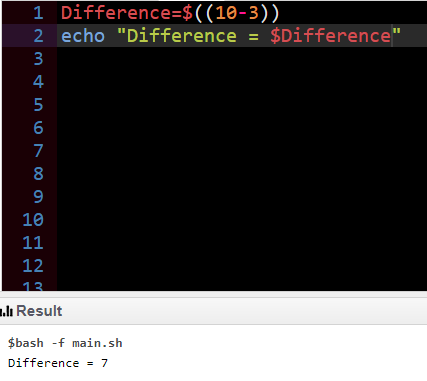 1 Difference=$((10-3))
2 echo "Difference = $Difference"
3
4
5
6
7
8
9
10
11
12
13
Result
$bash -f main.sh
Difference = 7